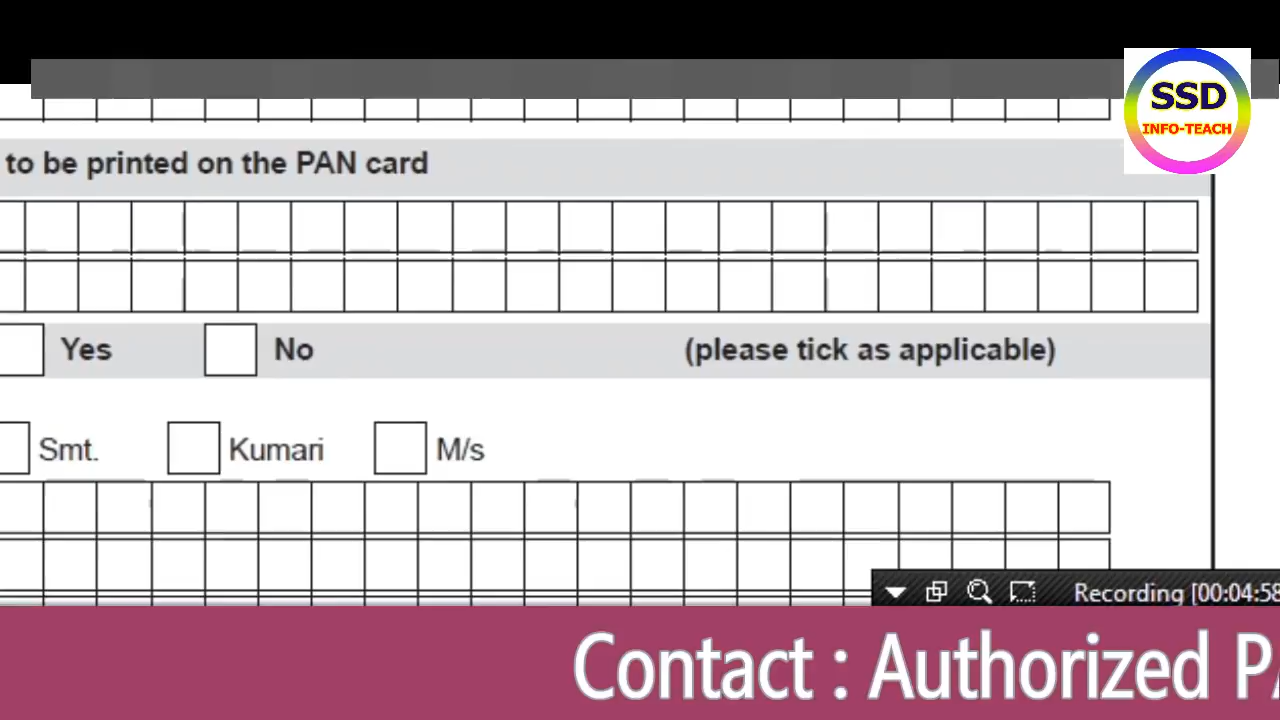 SSD
INFO-TEACH
to be printed on the PAN card
Yes No (please tick as applicable)
Smt. Kumari M/s
Recording [00:04:58
Contact : Authorized PA